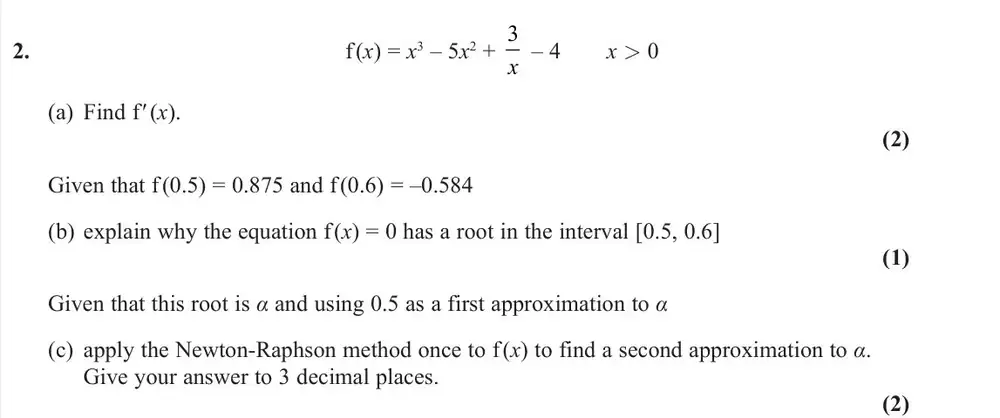 2. f(x) = x³ – 5x² + 3/x – 4 x > 0
(a) Find f′(x).
(2)
Given that f(0.5) = 0.875 and f(0.6) = –0.584
(b) explain why the equation f(x) = 0 has a root in the interval [0.5, 0.6]
(1)
Given that this root is α and using 0.5 as a first approximation to α
(c) apply the Newton-Raphson method once to f(x) to find a second approximation to α.
Give your answer to 3 decimal places.
(2)